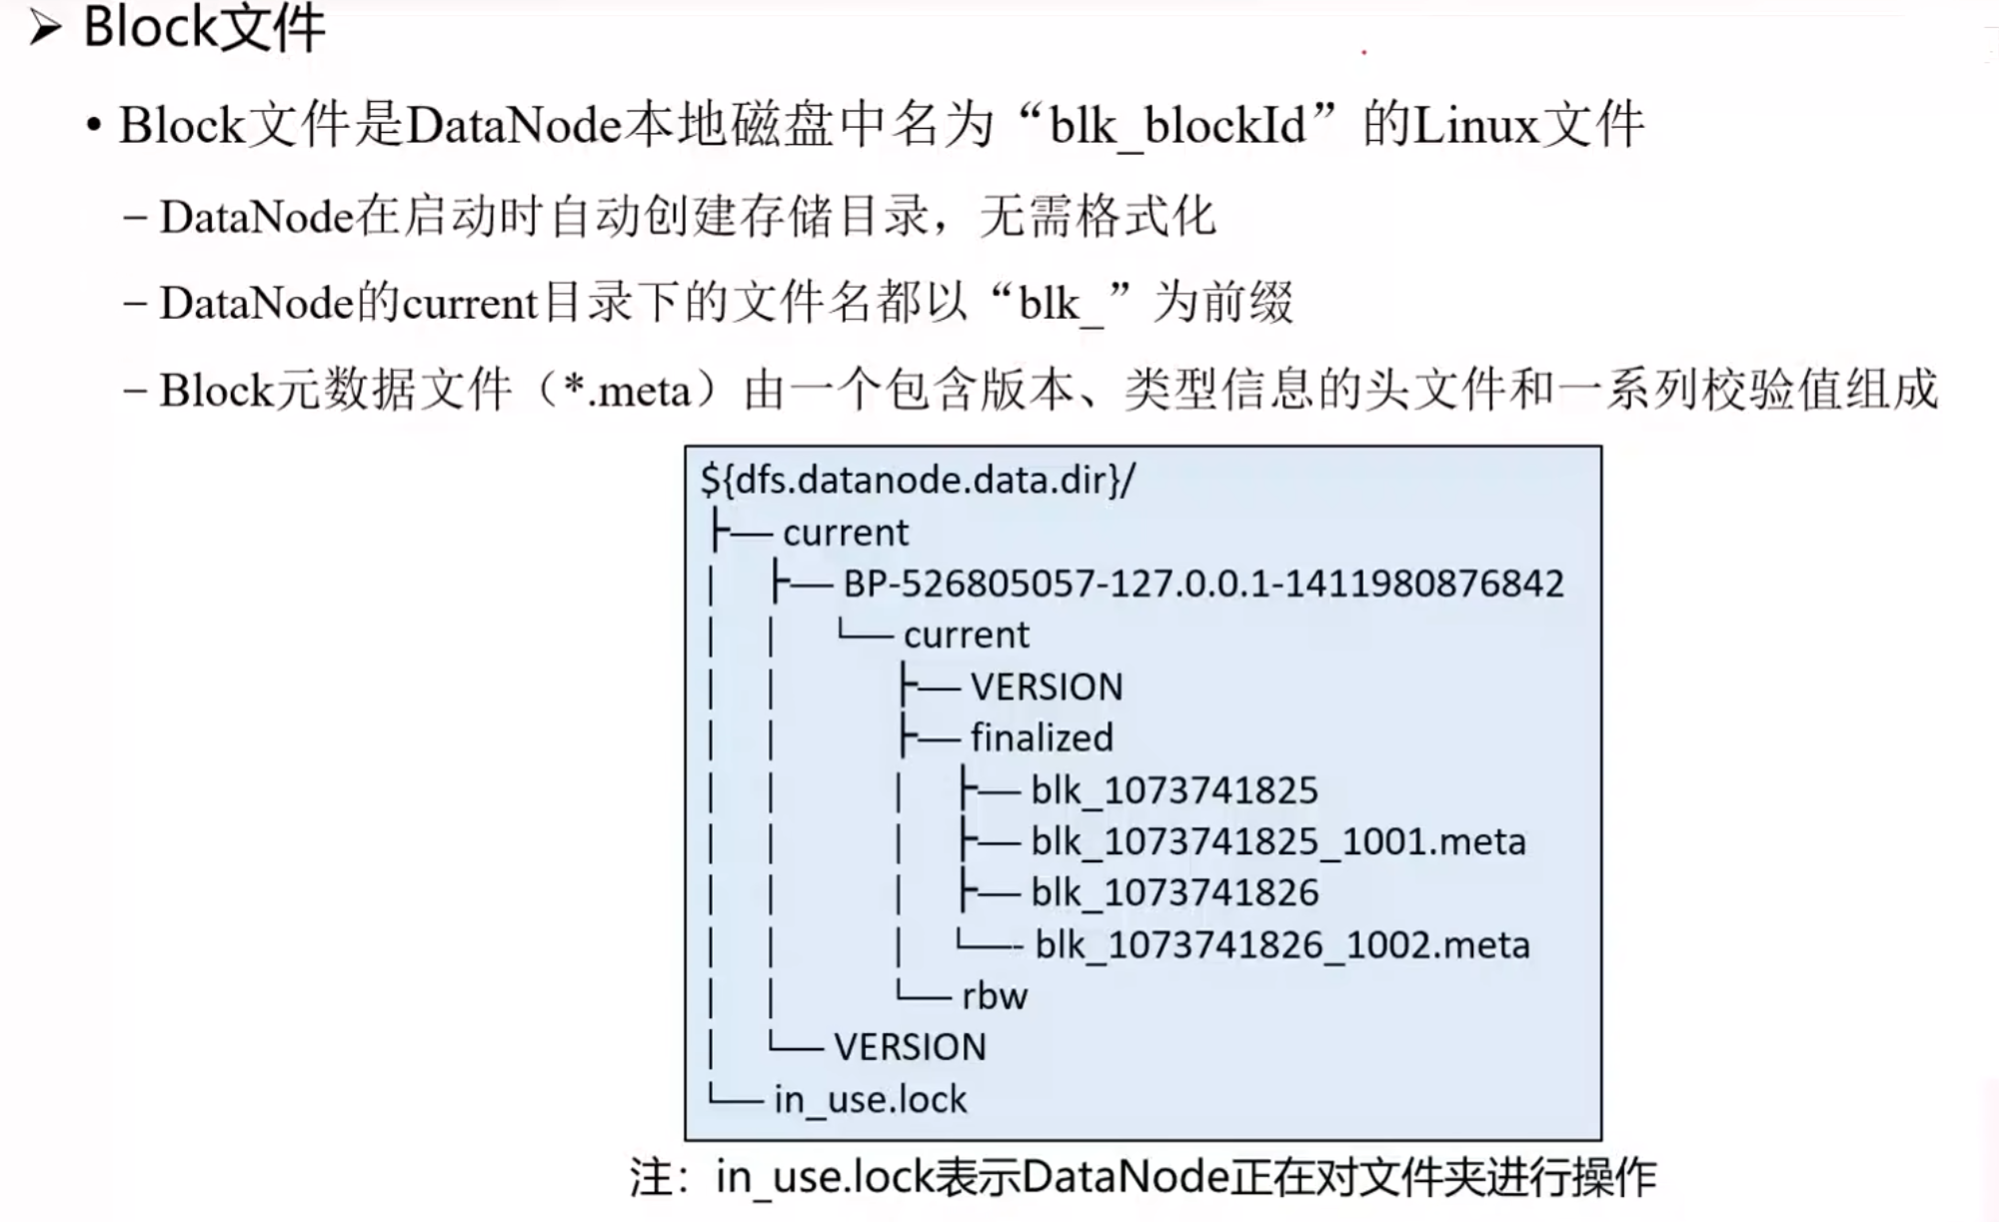 ➢ Block文件
• Block文件是DataNode本地磁盘中名为“blk_blockId”的Linux文件
– DataNode在启动时自动创建存储目录，无需格式化
– DataNode的current目录下的文件名都以“blk_”为前缀
– Block元数据文件（*.meta）由一个包含版本、类型信息的头文件和一系列校验值组成
${dfs.datanode.data.dir}/
├── current
│ ├── BP-526805057-127.0.0.1-1411980876842
│ │ └── current
│ │ ├── VERSION
│ │ ├── finalized
│ │ │ ├── blk_1073741825
│ │ │ ├── blk_1073741825_1001.meta
│ │ │ ├── blk_1073741826
│ │ │ └──- blk_1073741826_1002.meta
│ │ └── rbw
│ └── VERSION
└── in_use.lock
注：in_use.lock表示DataNode正在对文件夹进行操作